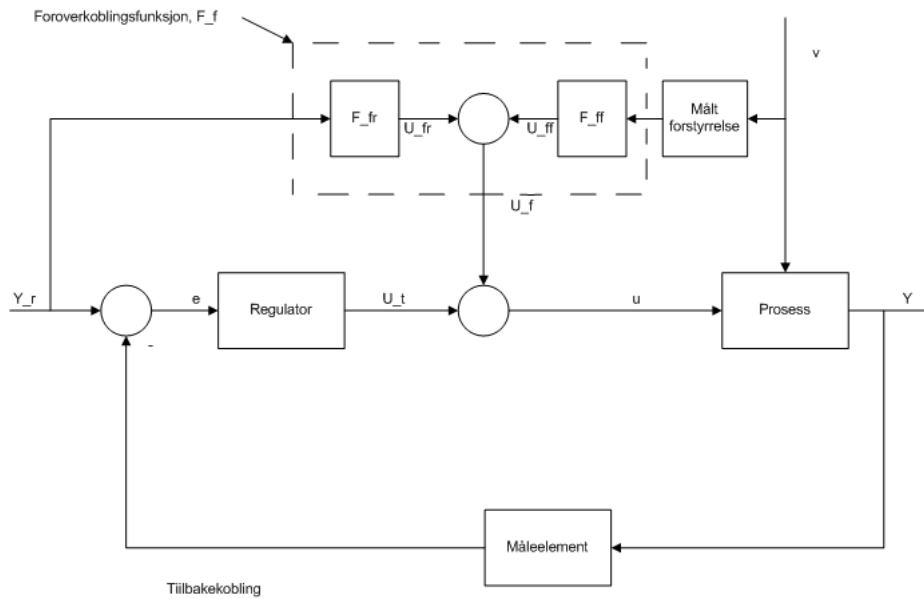 Foroverkoblingsfunksjon, F_f
v
F_fr
U_fr
U_ff
F_ff
Målt
forstyrrelse
U_f
Y_r
e
Regulator
U_t
u
Prosess
Y
-
Måleelement
Tiilbakekobling